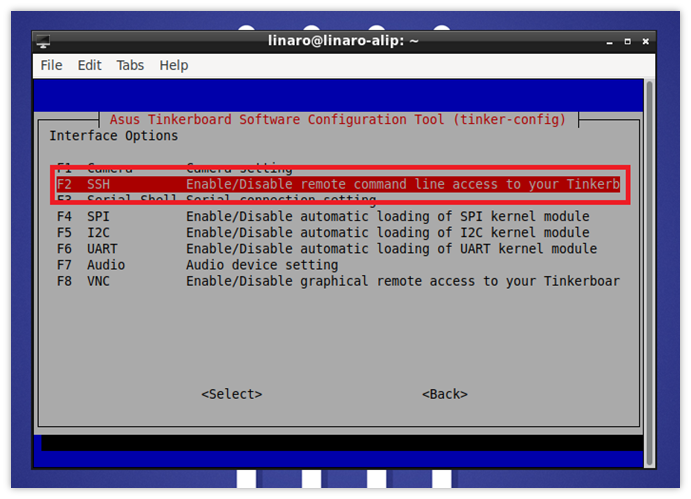 linaro@linaro-alip: ~
File Edit Tabs Help
Asus Tinkerboard Software Configuration Tool (tinker-config)
Interface Options
F1 Camera Camera setting
F2 SSH Enable/Disable remote command line access to your Tinkerb
F3 Serial Shell Serial connection setting
F4 SPI Enable/Disable automatic loading of SPI kernel module
F5 I2C Enable/Disable automatic loading of I2C kernel module
F6 UART Enable/Disable automatic loading of UART kernel module
F7 Audio Audio device setting
F8 VNC Enable/Disable graphical remote access to your Tinkerboar
<Select> <Back>